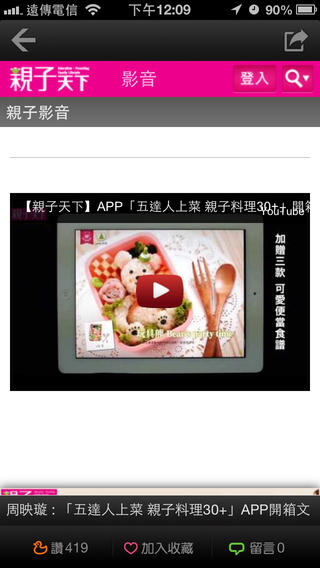 遠傳電信 下午12:09
親子天下 影音 登入
親子影音
【親子天下】APP「五達人上菜 親子料理30+」開箱
YouTube
加贈三款 可愛便當食譜
玩具熊 Bear's party time
周映璇：「五達人上菜 親子料理30+」APP開箱文
讚419 加入收藏 留言0